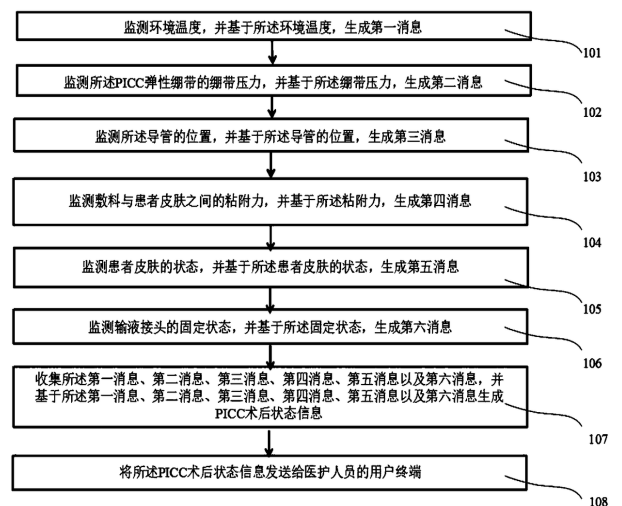 监测环境温度，并基于所述环境温度，生成第一消息
101
监测所述PICC弹性绷带的绷带压力，并基于所述绷带压力，生成第二消息
102
监测所述导管的位置，并基于所述导管的位置，生成第三消息
103
监测敷料与患者皮肤之间的粘附力，并基于所述粘附力，生成第四消息
104
监测患者皮肤的状态，并基于所述患者皮肤的状态，生成第五消息
105
监测输液接头的固定状态，并基于所述固定状态，生成第六消息
106
收集所述第一消息、第二消息、第三消息、第四消息、第五消息以及第六消息，并
基于所述第一消息、第二消息、第三消息、第四消息、第五消息以及第六消息生成
PICC术后状态信息
107
将所述PICC术后状态信息发送给医护人员的用户终端
108